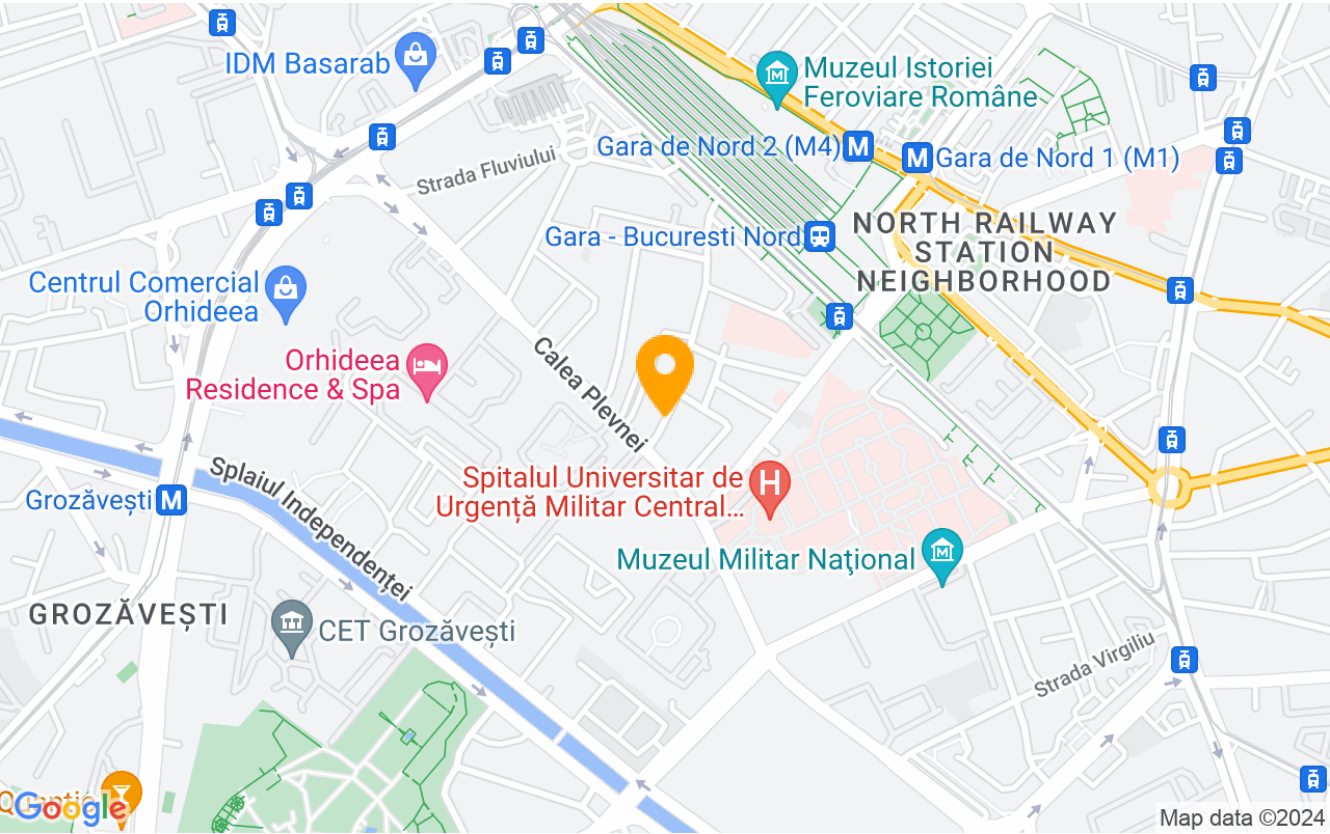 IDM Basarab
Muzeul Istoriei
Feroviare Române
M
Gara de Nord 2 (M4)
M
M
Gara de Nord 1 (M1)
Strada Fluviului
NORTH RAILWAY
STATION
NEIGHBORHOOD
Gara - Bucuresti Nord
Centrul Comercial
Orhideea
Orhideea
Residence & Spa
Calea Plevnei
Splaiul Independenței
Grozăvești
M
Spitalul Universitar de
Urgență Militar Central...
H
Muzeul Militar Naţional
M
GROZĂVEȘTI
CET Grozăvești
Strada Virgiliu
Google
Map data ©2024